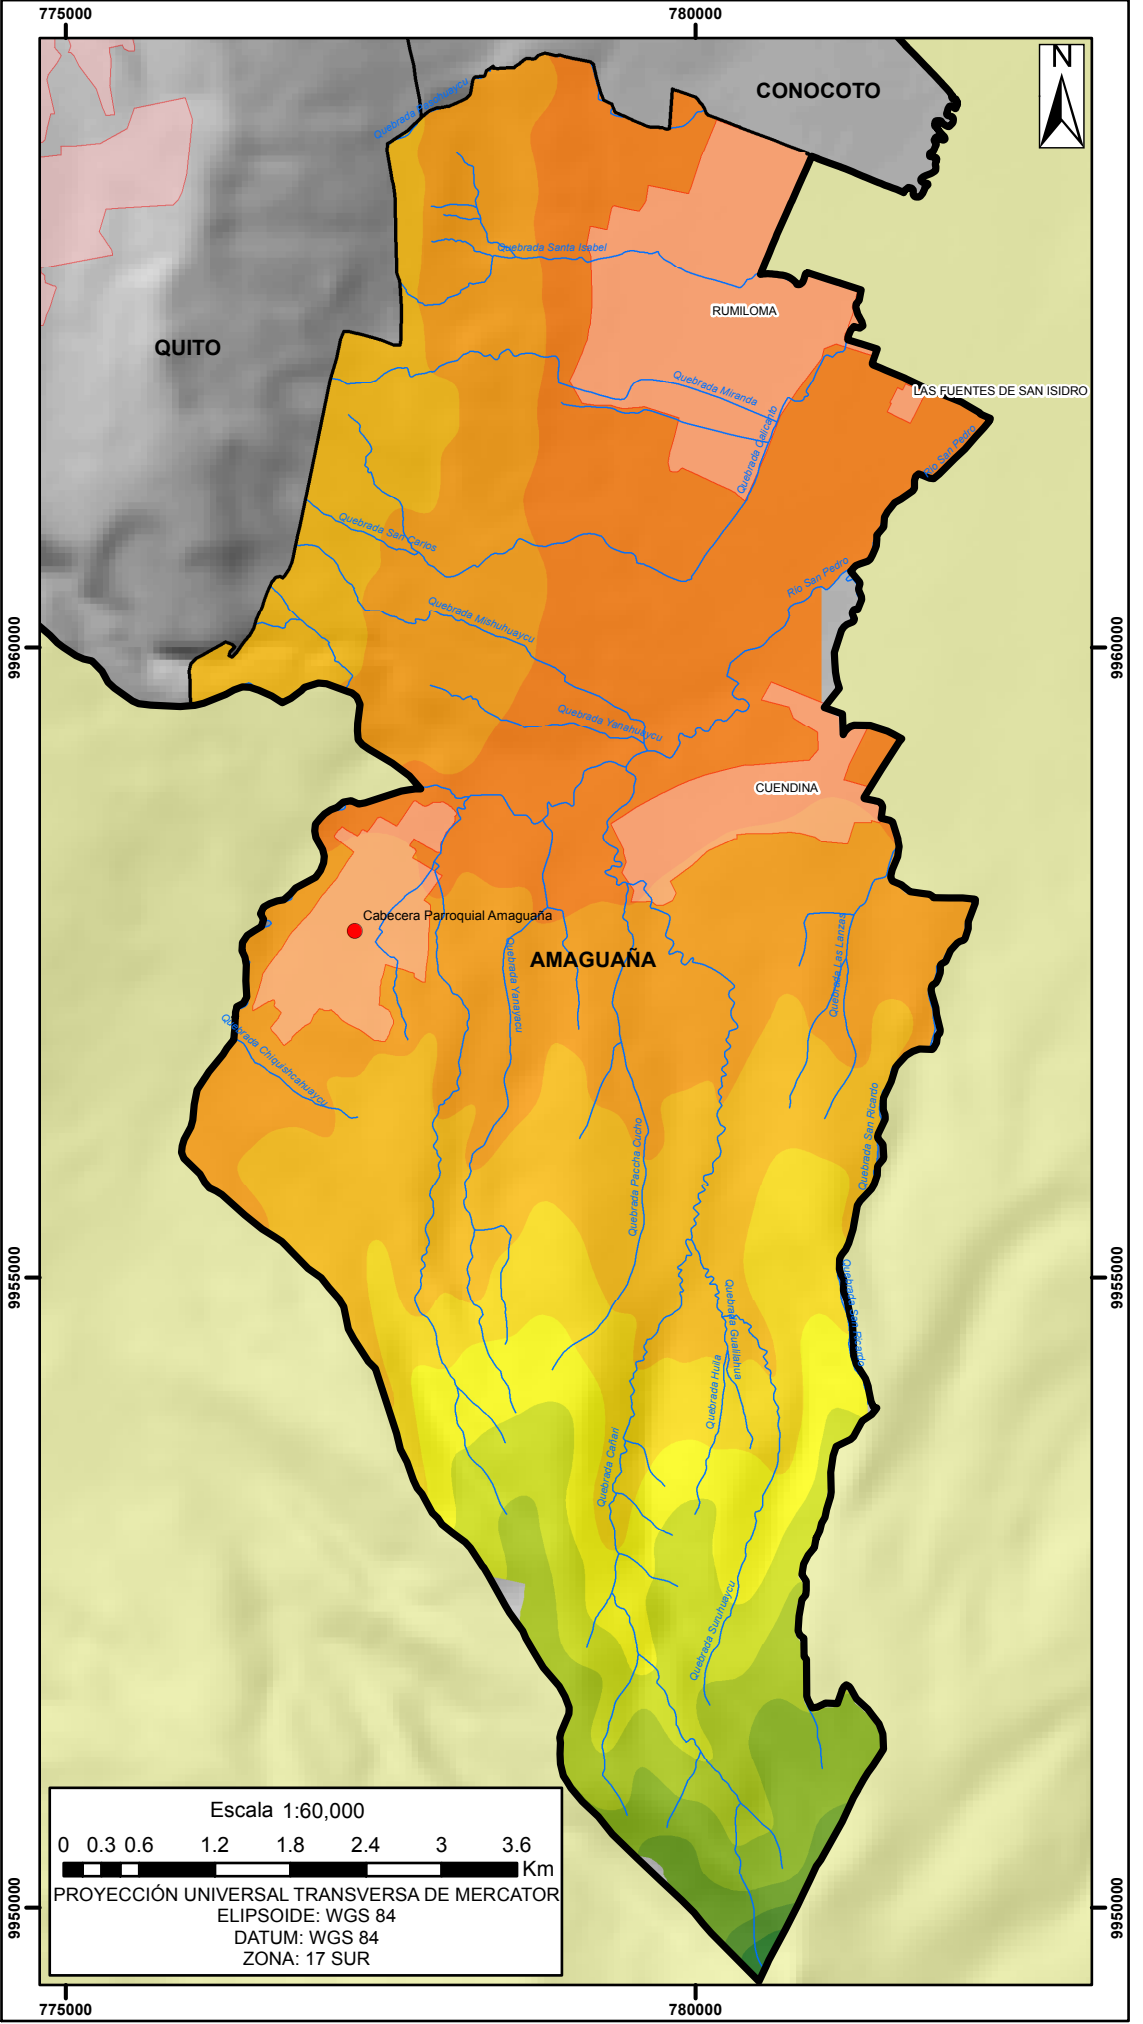 775000
780000
N
CONOCOTO
Quebrada Santa Isabel
RUMILOMA
QUITO
Quebrada Miranda
LAS FUENTES DE SAN ISIDRO
Quebrada Calicanto
Río San Pedro
Quebrada San Carlos
Río San Pedro
Quebrada Mishuhuaycu
9960000
9960000
Quebrada Yanahuaycu
CUENDINA
Cabecera Parroquial Amaguaña
AMAGUAÑA
Quebrada Las Lanzas
Quebrada Yanayacu
Quebrada Chiquishcahuaycu
Quebrada San Ricardo
Quebrada Paccha Cucho
9955000
9955000
Quebrada San Ricardo
Quebrada Guallahua
Quebrada Huila
Quebrada Cañari
Quebrada Suruhuaycu
Escala 1:60,000
0 0.3 0.6 1.2 1.8 2.4 3 3.6
Km
PROYECCIÓN UNIVERSAL TRANSVERSA DE MERCATOR
ELIPSOIDE: WGS 84
DATUM: WGS 84
ZONA: 17 SUR
9950000
9950000
775000
780000